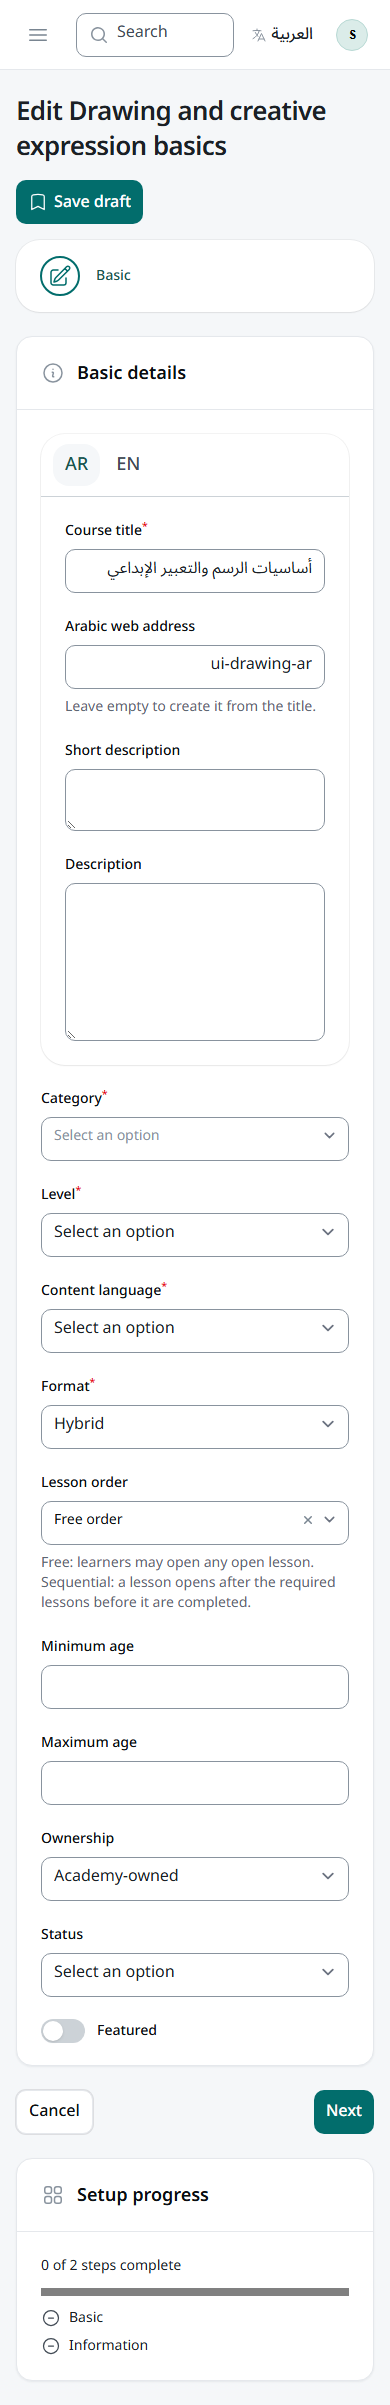 Search
العربية
S
Edit Drawing and creative
expression basics
Save draft
Basic
Basic details
AR
EN
Course title*
أساسيات الرسم والتعبير الإبداعي
Arabic web address
ui-drawing-ar
Leave empty to create it from the title.
Short description
Description
Category*
Select an option
Level*
Select an option
Content language*
Select an option
Format*
Hybrid
Lesson order
Free order
Free: learners may open any open lesson.
Sequential: a lesson opens after the required
lessons before it are completed.
Minimum age
Maximum age
Ownership
Academy-owned
Status
Select an option
Featured
Cancel
Next
Setup progress
0 of 2 steps complete
Basic
Information